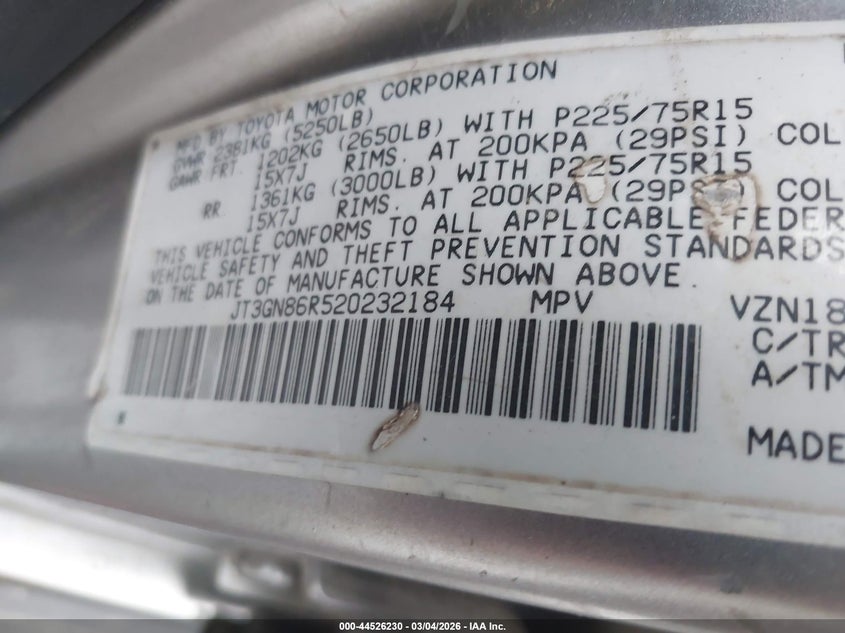 MFD BY TOYOTA MOTOR CORPORATION
GVWR 2381KG (5250LB)
GAWR FRT. 1202KG (2650LB) WITH P225/75R15
15X7J RIMS. AT 200KPA (29PSI) COL
RR. 1361KG (3000LB) WITH P225/75R15
15X7J RIMS. AT 200KPA (29PSI) COL
THIS VEHICLE CONFORMS TO ALL APPLICABLE FEDER
VEHICLE SAFETY AND THEFT PREVENTION STANDARDS
ON THE DATE OF MANUFACTURE SHOWN ABOVE.
JT3GN86R520232184 MPV VZN18
C/TR
A/TM
MADE
000-44526230 - 03/04/2026 - IAA Inc.